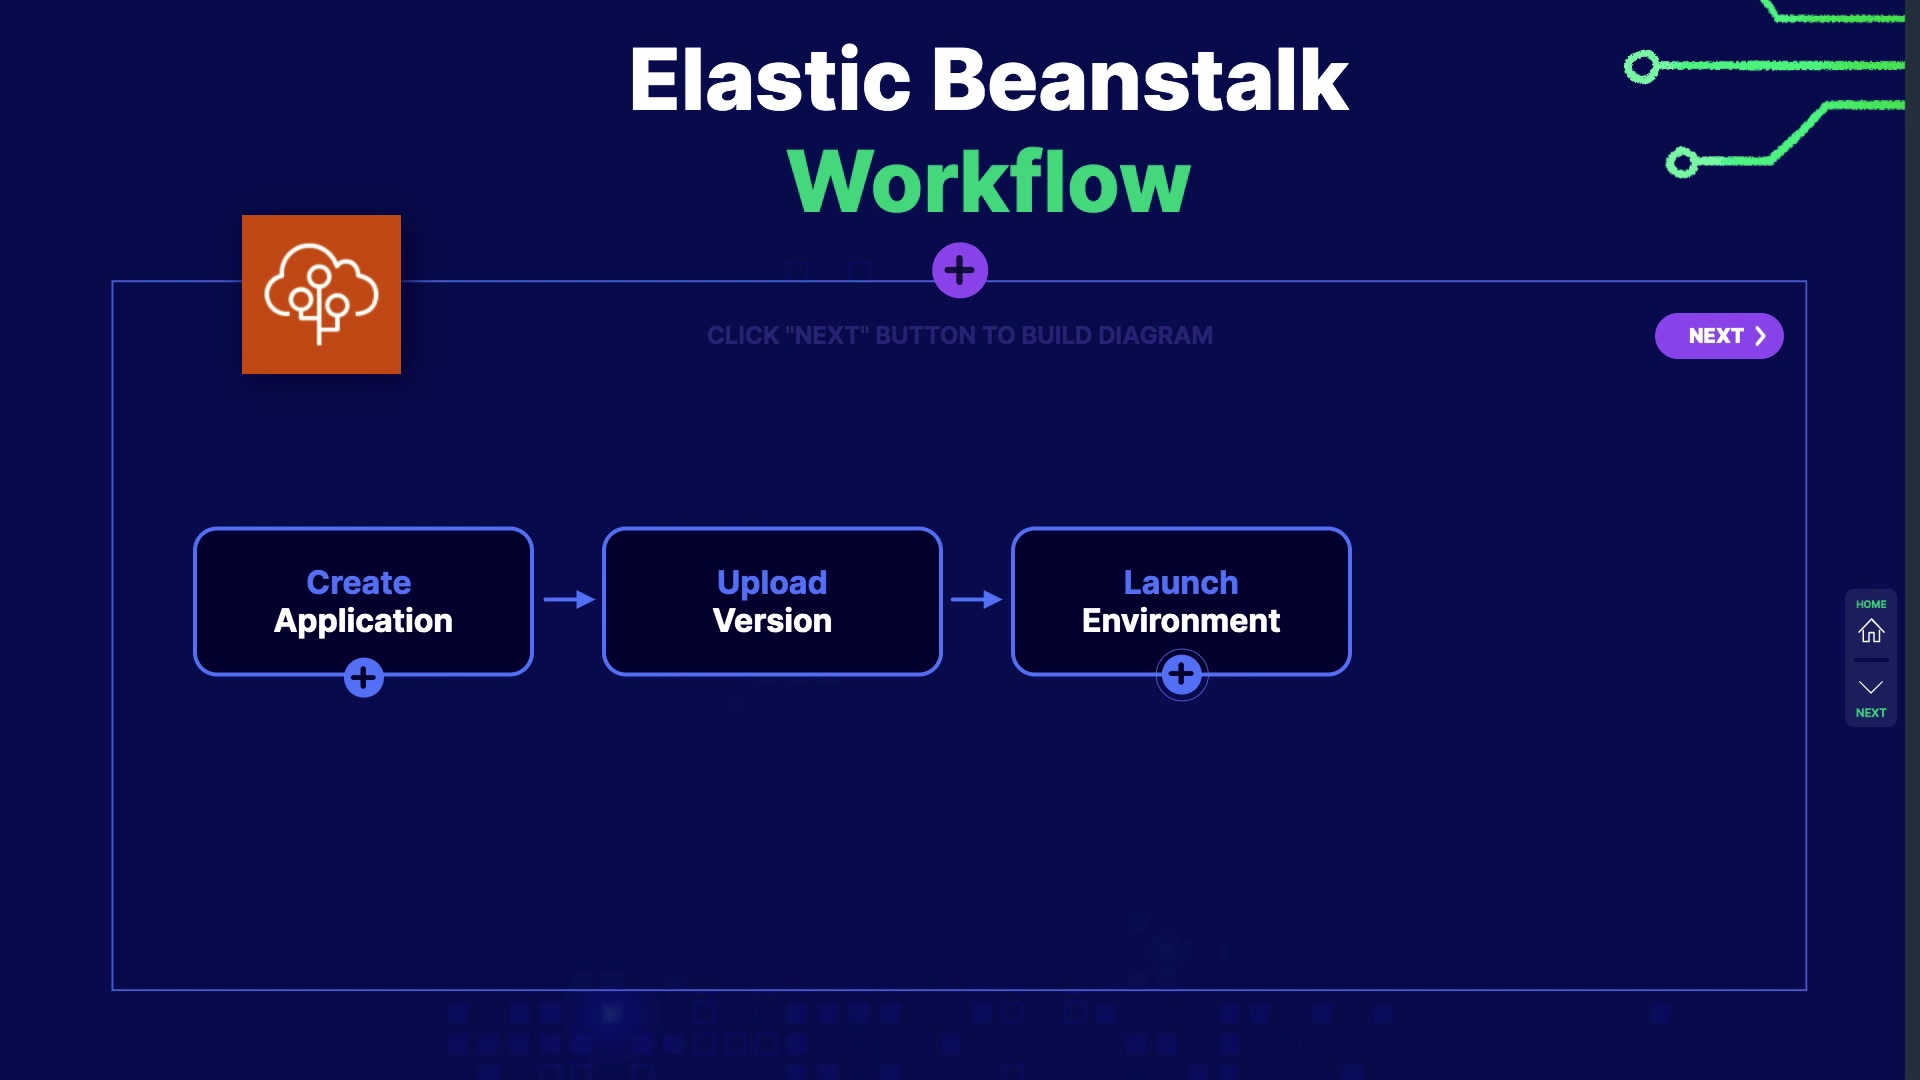 Elastic Beanstalk
Workflow
CLICK "NEXT" BUTTON TO BUILD DIAGRAM
NEXT
Create
Application
Upload
Version
Launch
Environment
HOME
NEXT